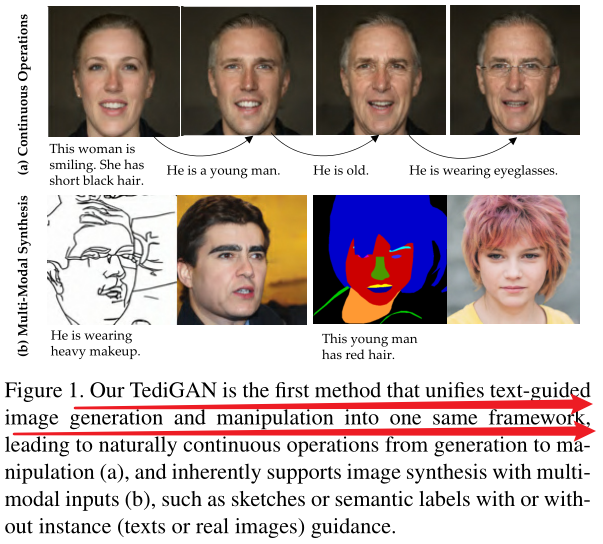 (a) Continuous Operations
This woman is
smiling. She has
short black hair.
He is a young man.
He is old.
He is wearing eyeglasses.
(b) Multi-Modal Synthesis
He is wearing
heavy makeup.
This young man
has red hair.
Figure 1. Our TediGAN is the first method that unifies text-guided
image generation and manipulation into one same framework,
leading to naturally continuous operations from generation to ma-
nipulation (a), and inherently supports image synthesis with multi-
modal inputs (b), such as sketches or semantic labels with or with-
out instance (texts or real images) guidance.